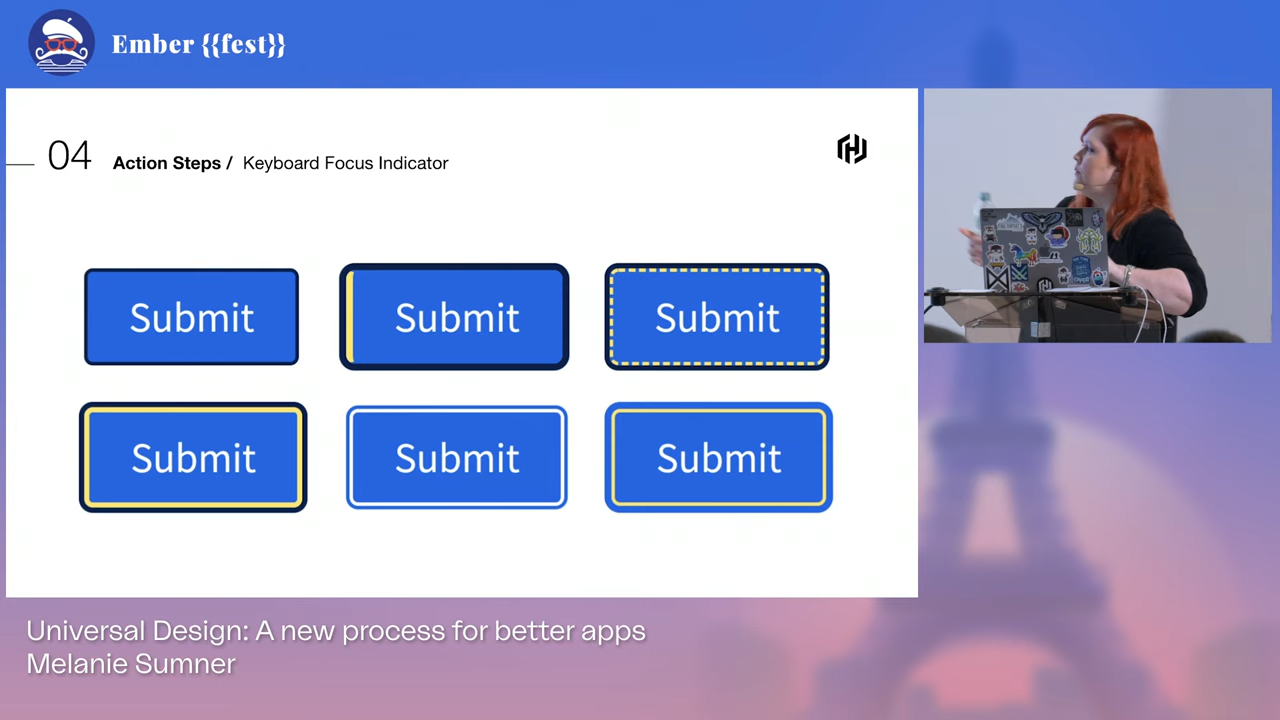 Ember {{fest}}
04 Action Steps / Keyboard Focus Indicator
Submit Submit Submit
Submit Submit Submit
Universal Design: A new process for better apps
Melanie Sumner